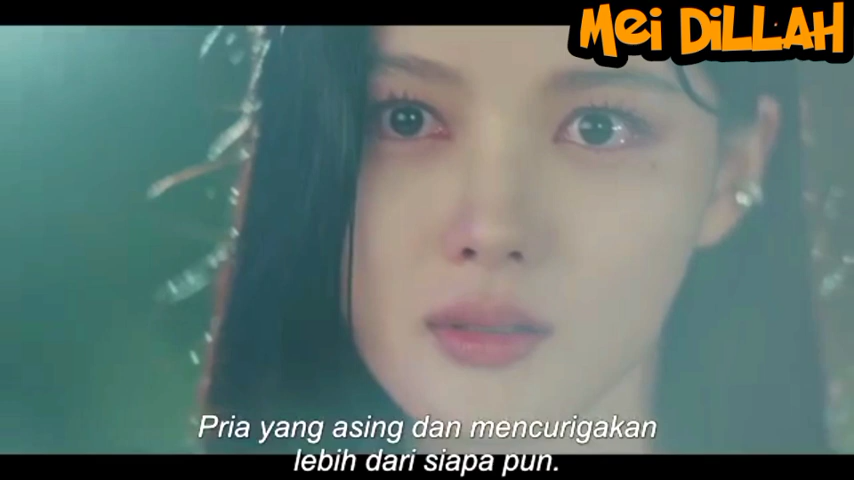 Mei DiLLAH
Pria yang asing dan mencurigakan
lebih dari siapa pun.